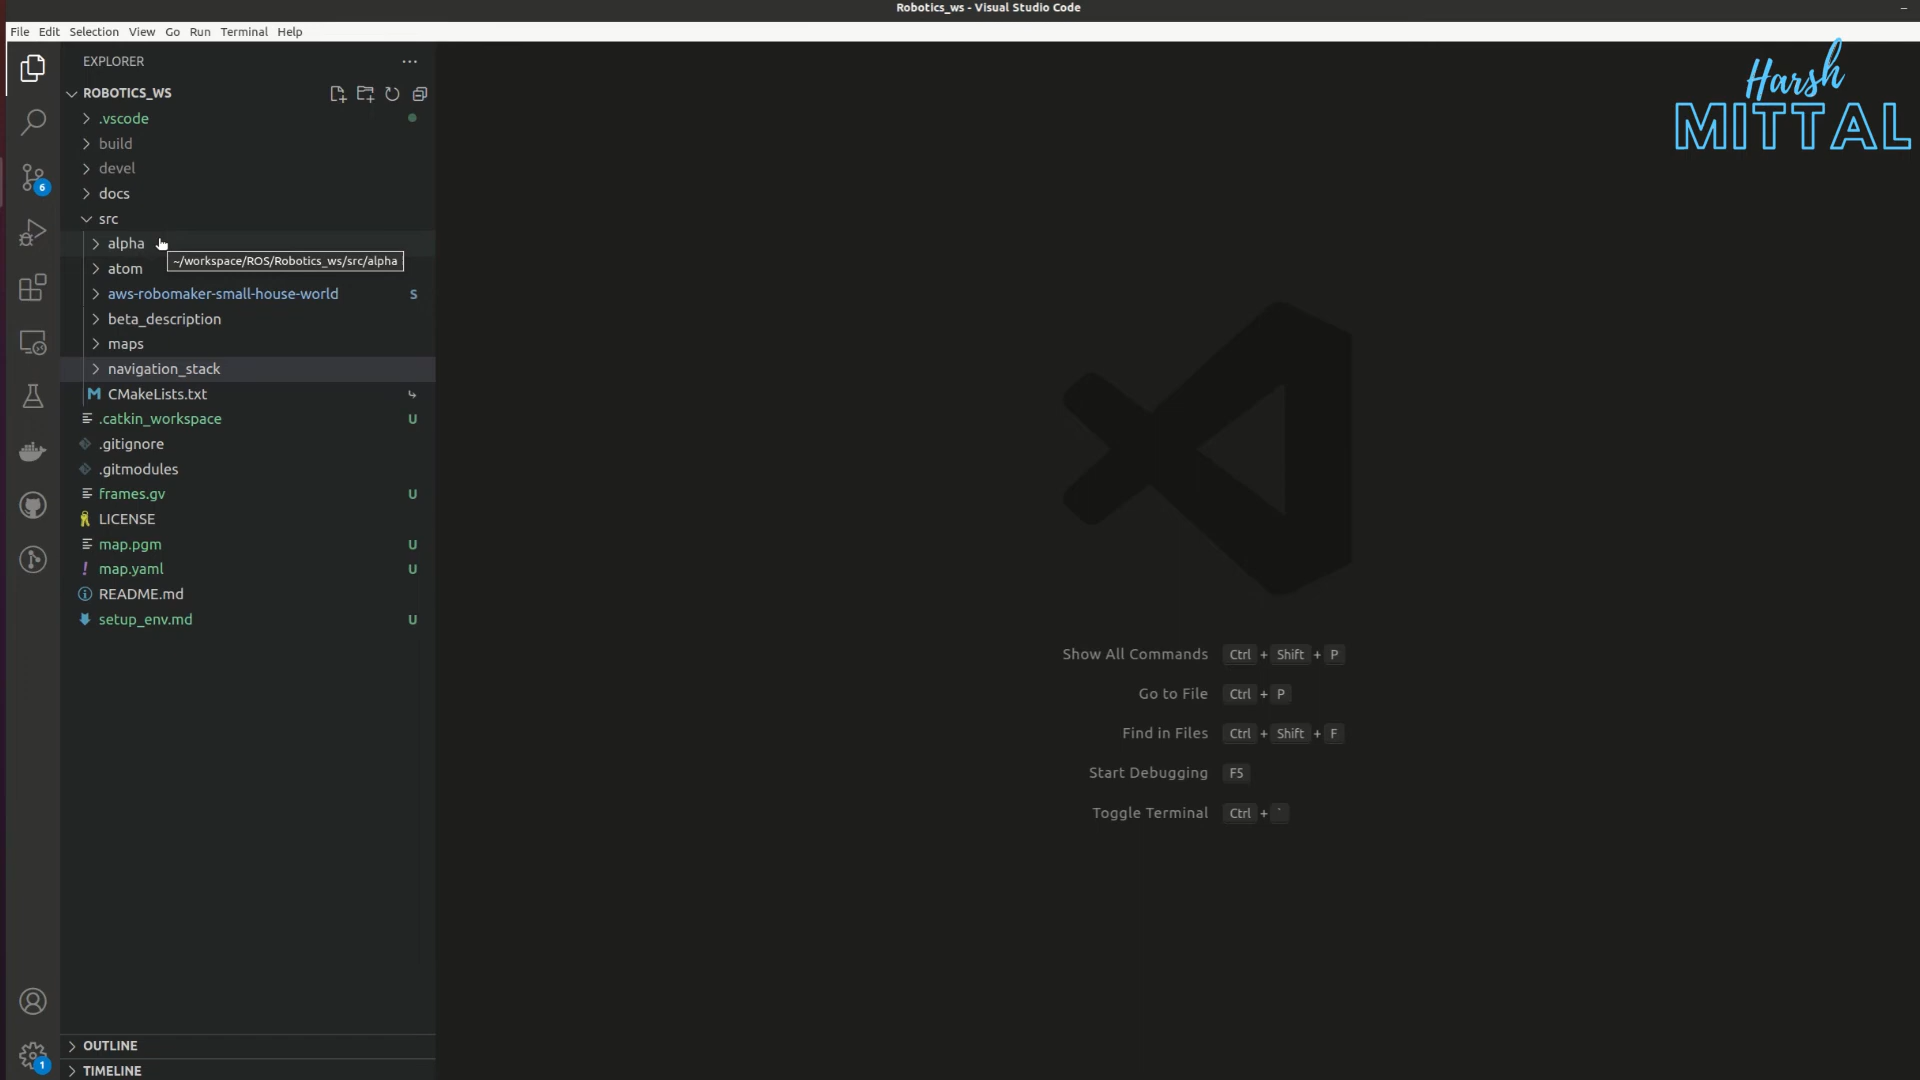 Robotics_ws - Visual Studio Code
File Edit Selection View Go Run Terminal Help
Harsh
MITTAL
EXPLORER
ROBOTICS_WS
.vscode
build
devel
docs
src
alpha
~/workspace/ROS/Robotics_ws/src/alpha
atom
aws-robomaker-small-house-world S
beta_description
maps
navigation_stack
CMakeLists.txt
.catkin_workspace U
.gitignore
.gitmodules
frames.gv U
LICENSE
map.pgm U
map.yaml U
README.md
setup_env.md U
6
Show All Commands Ctrl + Shift + P
Go to File Ctrl + P
Find in Files Ctrl + Shift + F
Start Debugging F5
Toggle Terminal Ctrl + `
OUTLINE
TIMELINE
1